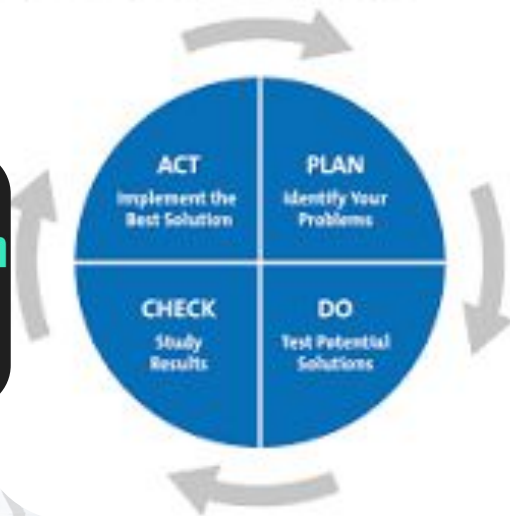 ACT
Implement the
Best Solution
PLAN
Identify Your
Problems
CHECK
Study
Results
DO
Test Potential
Solutions